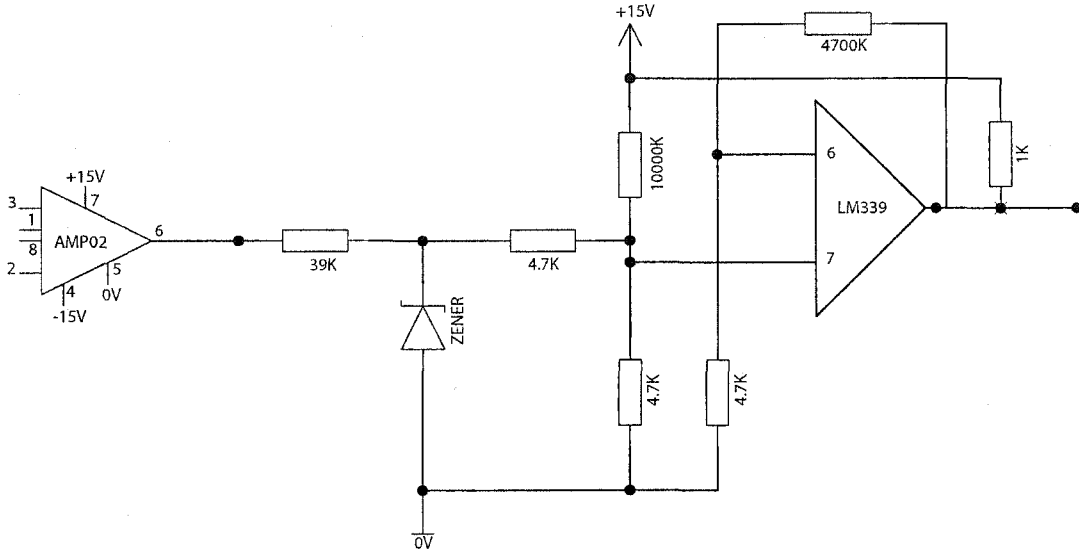 +15V
4700K
10000K
1K
6
LM339
7
+15V
7
3
1
AMP02
6
8
2
5
0V
4
-15V
39K
4.7K
ZENER
4.7K
4.7K
0V